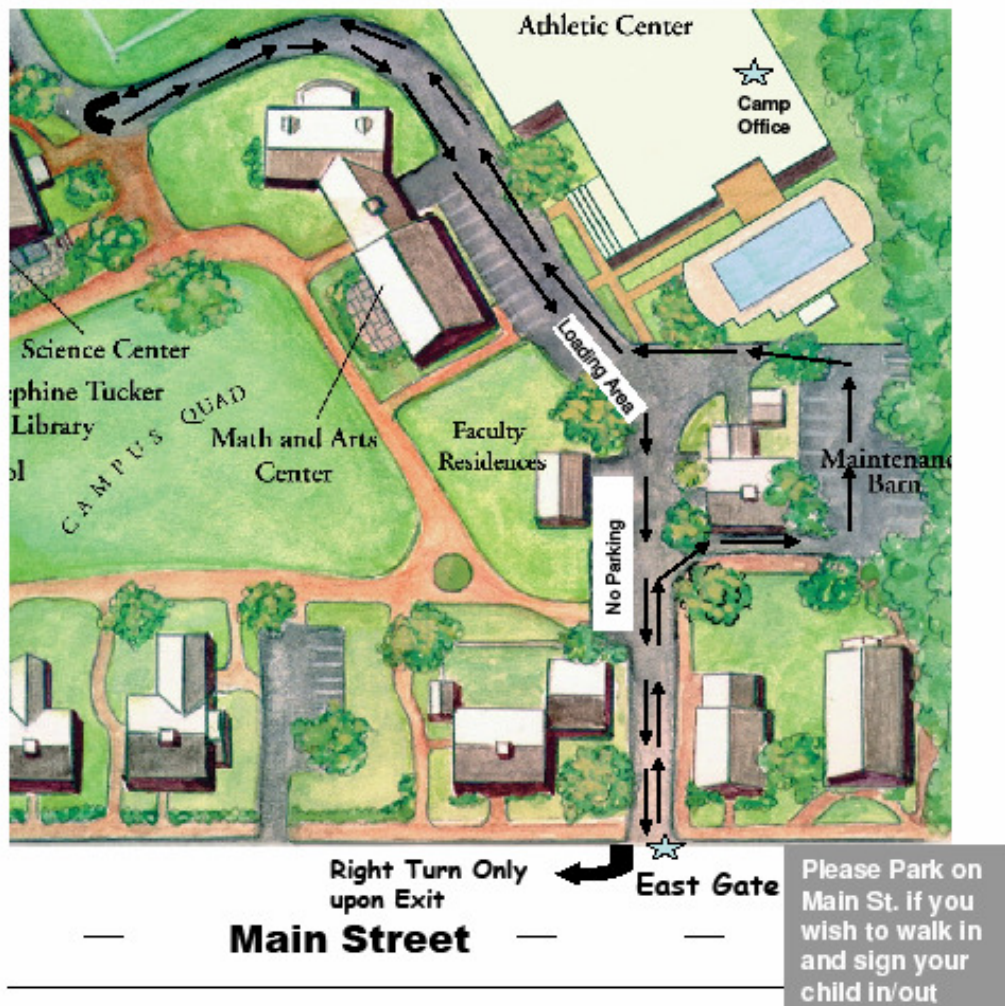 Athletic Center
Camp
Office
Loading Area
Science Center
ephine Tucker
Library
ol
CAMPUS QUAD
Math and Arts
Center
Faculty
Residences
Maintenanc
Barn
No Parking
Right Turn Only
upon Exit
East Gate
Main Street
Please Park on
Main St. if you
wish to walk in
and sign your
child in/out